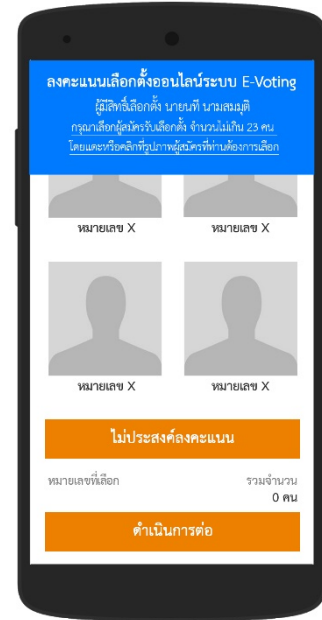 ลงคะแนนเลือกตั้งออนไลน์ระบบ E-Voting
ผู้มีสิทธิ์เลือกตั้ง นายนที นามสมมุติ
กรุณาเลือกผู้สมัครรับเลือกตั้ง จำนวนไม่เกิน 23 คน
โดยแตะหรือคลิกที่รูปภาพผู้สมัครที่ท่านต้องการเลือก
หมายเลข X หมายเลข X
หมายเลข X หมายเลข X
ไม่ประสงค์ลงคะแนน
หมายเลขที่เลือก รวมจำนวน
0 คน
ดำเนินการต่อ